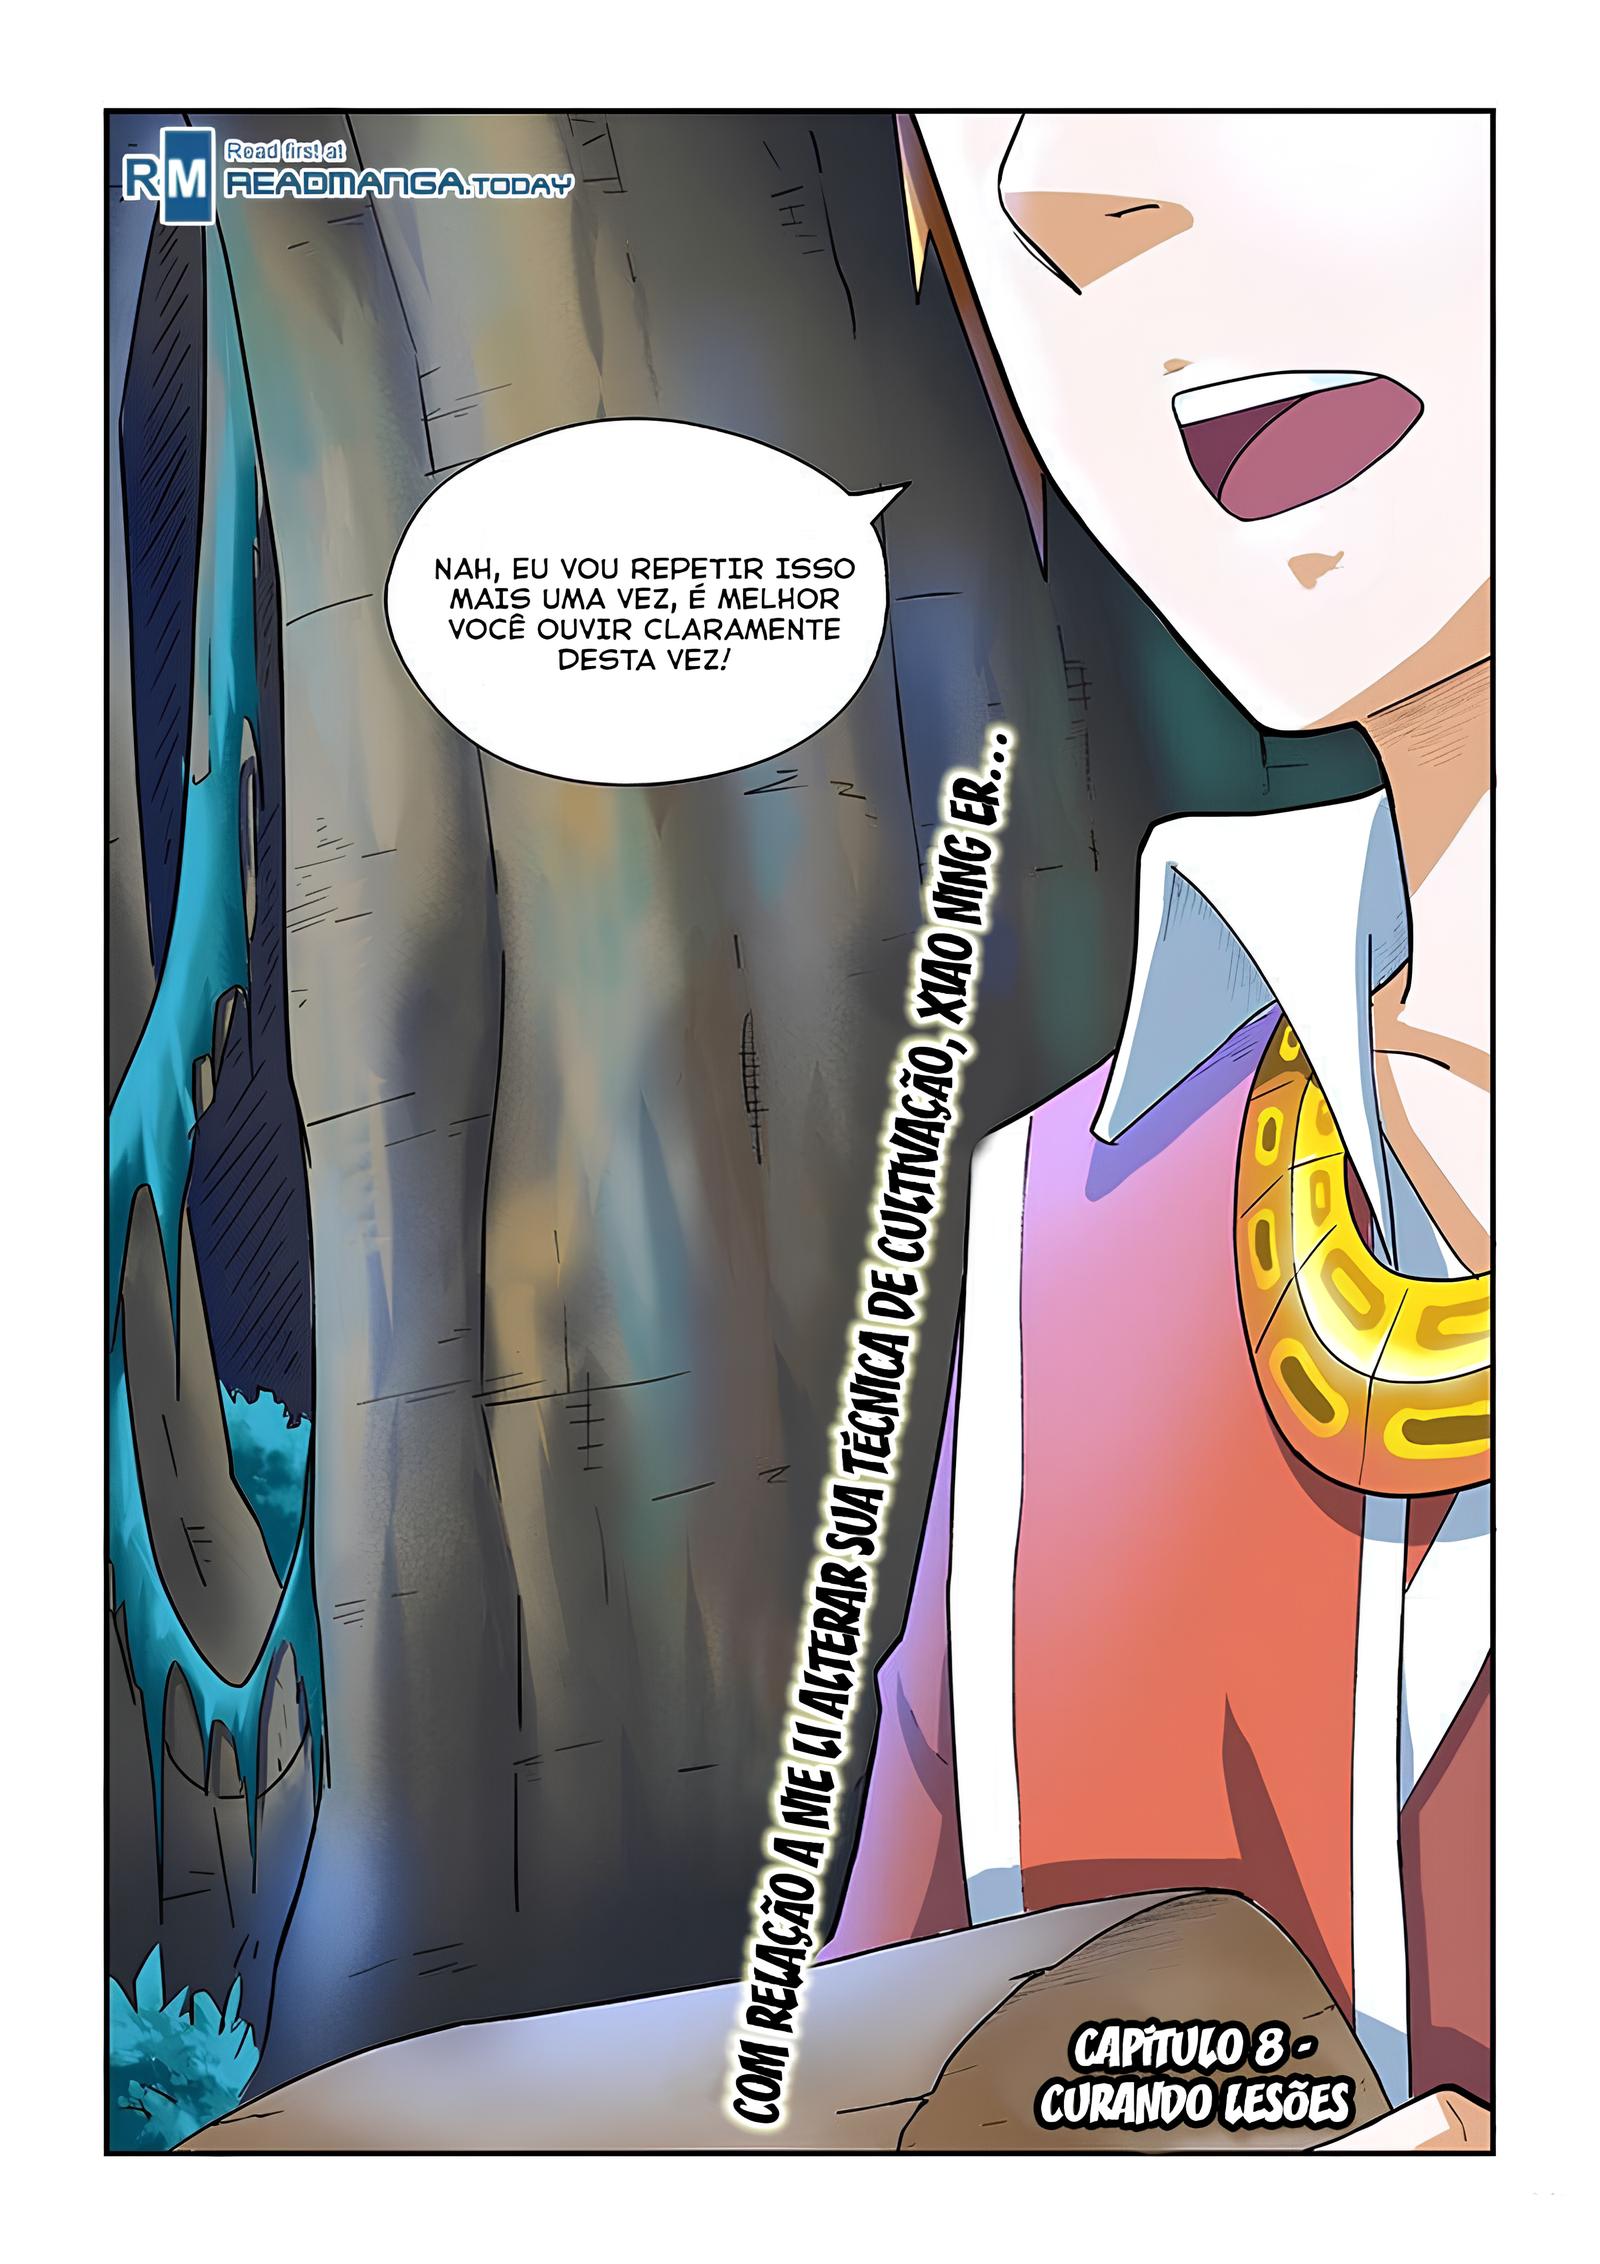 Read first at
RM READMANGA.TODAY
NAH, EU VOU REPETIR ISSO
MAIS UMA VEZ, É MELHOR
VOCÊ OUVIR CLARAMENTE
DESTA VEZ!
COM RELAÇÃO A NIE LI ALTERAR SUA TÉCNICA DE CULTIVAÇÃO, XIAO NING ER...
CAPÍTULO 8 -
CURANDO LESÕES